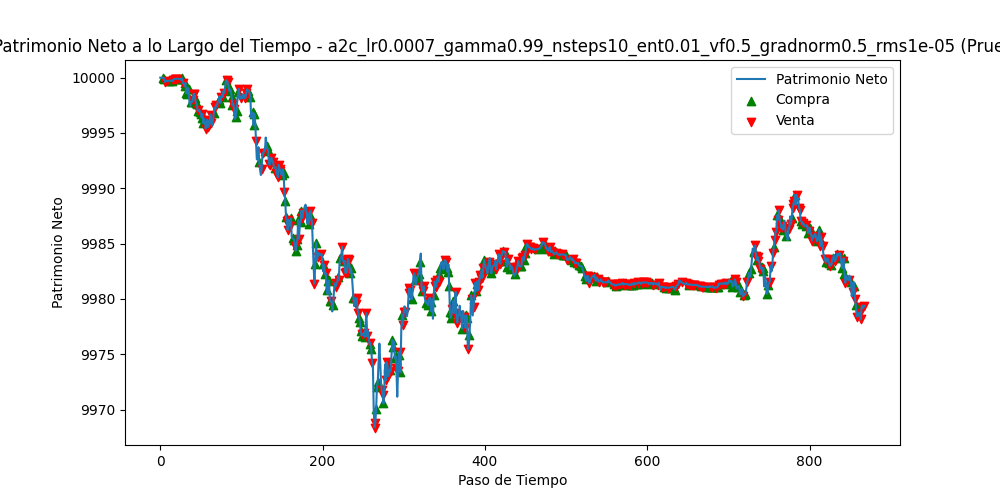 Patrimonio Neto a lo Largo del Tiempo - a2c_lr0.0007_gamma0.99_nsteps10_ent0.01_vf0.5_gradnorm0.5_rms1e-05 (Prue
Patrimonio Neto
Compra
Venta
10000
9995
9990
9985
9980
9975
9970
Patrimonio Neto
0 200 400 600 800
Paso de Tiempo